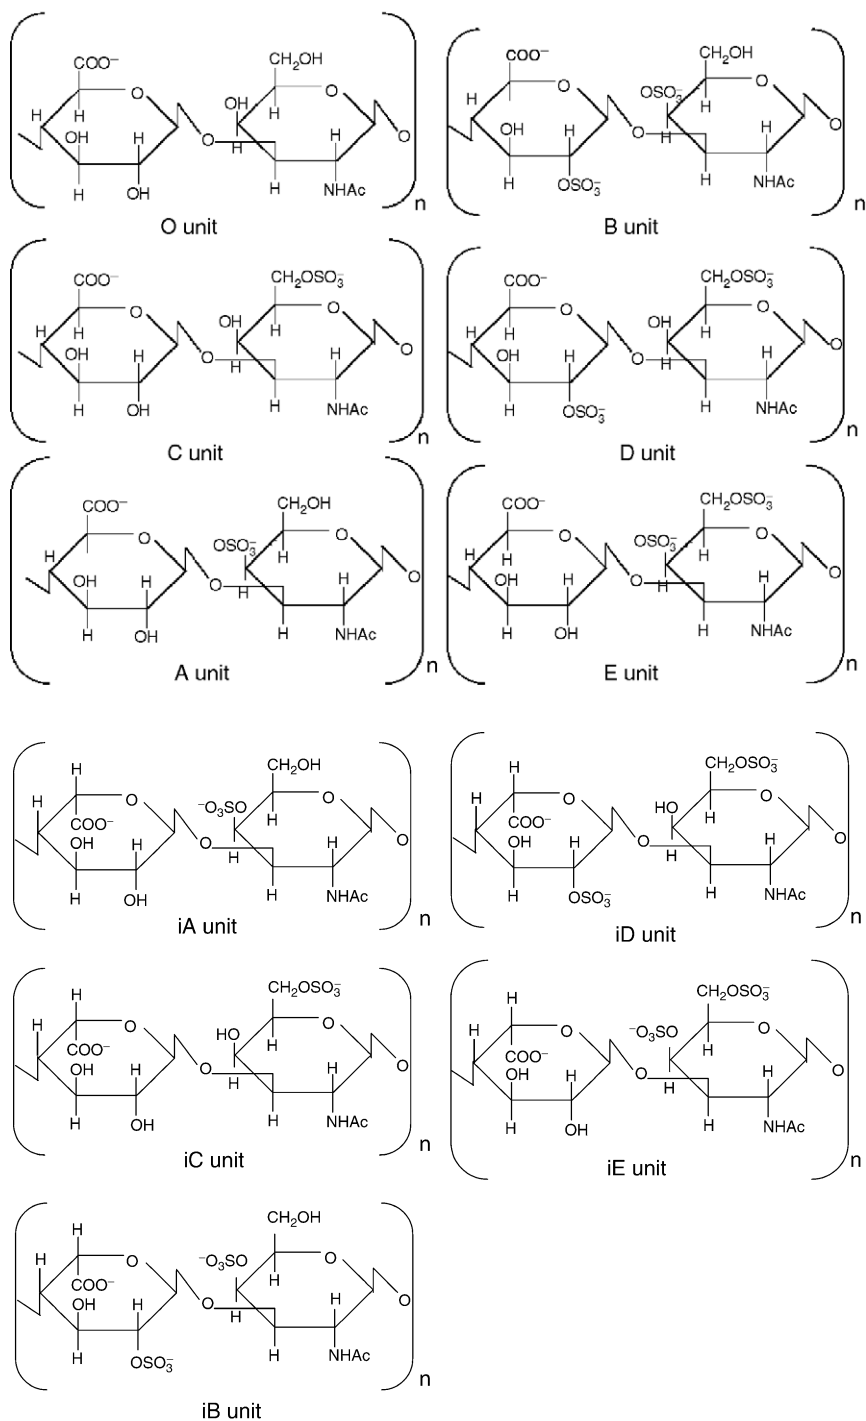 COO⁻ O CH₂OH O
H OH H H OH H H O
H OH O H NHAc n
O unit
COO⁻ O CH₂OH O
H OH H OSO₃⁻ H H H O
H OSO₃⁻ O H NHAc n
B unit
COO⁻ O CH₂OSO₃⁻ O
H H OH H OH H H H O
H OH O H NHAc n
C unit
COO⁻ O CH₂OSO₃⁻ O
H H OH H OH H H H O
H OSO₃⁻ O H NHAc n
D unit
COO⁻ O CH₂OH O
H OH H OSO₃⁻ H H H O
H OH O H NHAc n
A unit
COO⁻ O CH₂OSO₃⁻ O
H H OH H OSO₃⁻ H H H O
H OH O H NHAc n
E unit
H O CH₂OH O
H COO⁻ ⁻O₃SO H
OH H O H H O
H OH H NHAc n
iA unit
H O CH₂OSO₃⁻ O
H COO⁻ HO H
OH H O H H O
H OSO₃⁻ H NHAc n
iD unit
H O CH₂OSO₃⁻ O
H COO⁻ HO H
OH H O H H O
H OH H NHAc n
iC unit
H O CH₂OSO₃⁻ O
H COO⁻ ⁻O₃SO H
OH H O H H O
H OH H NHAc n
iE unit
H O CH₂OH O
H COO⁻ ⁻O₃SO H
OH H O H H O
H OSO₃⁻ H NHAc n
iB unit